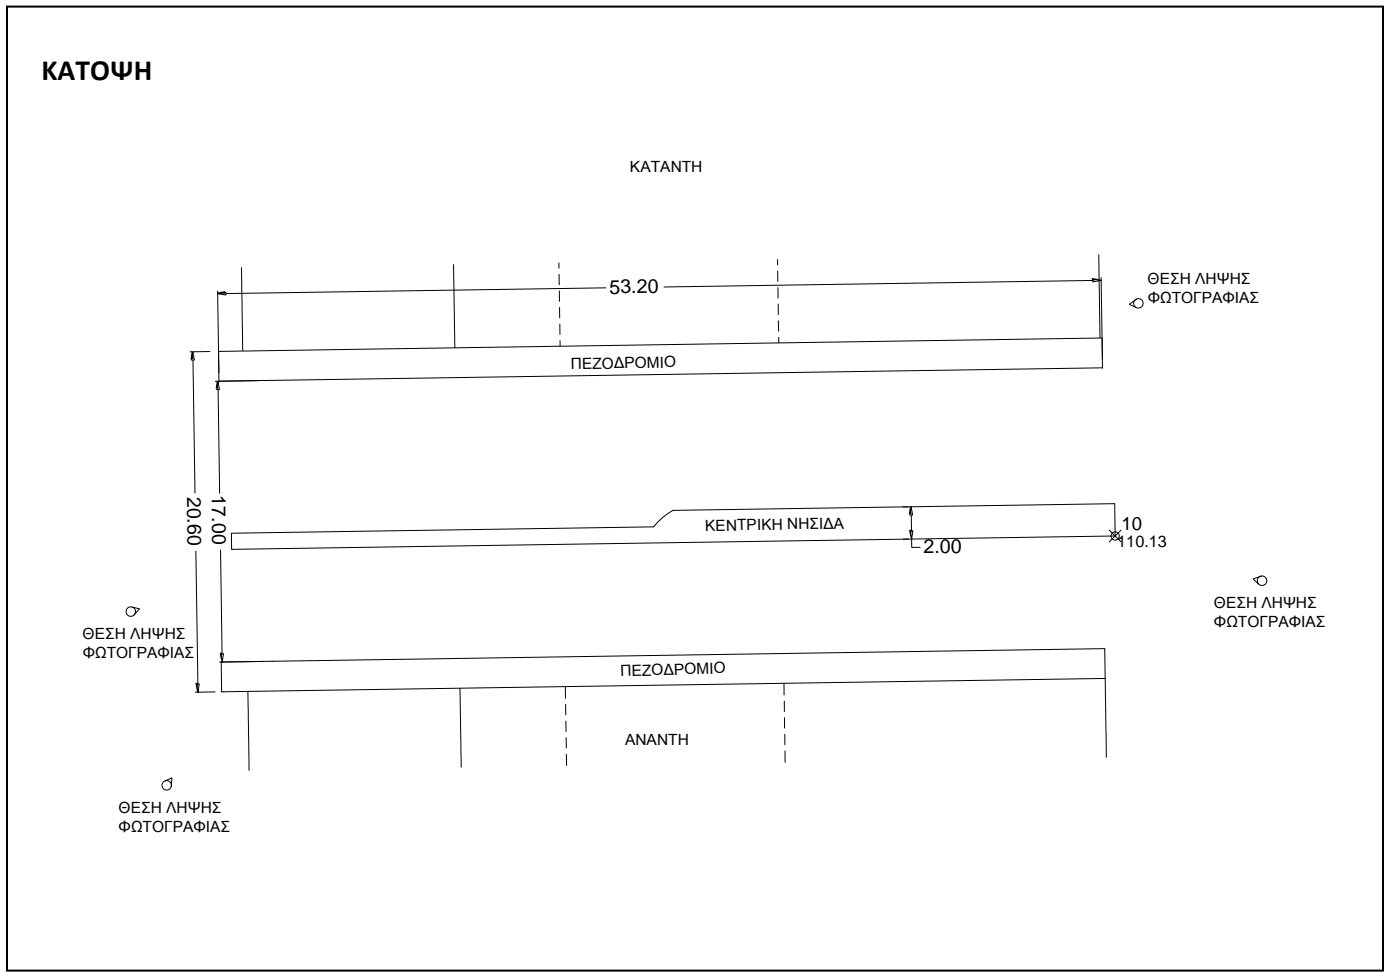 ΚΑΤΟΨΗ
ΚΑΤΑΝΤΗ
ΘΕΣΗ ΛΗΨΗΣ
ΦΩΤΟΓΡΑΦΙΑΣ
53.20
ΠΕΖΟΔΡΟΜΙΟ
20.60
17.00
ΚΕΝΤΡΙΚΗ ΝΗΣΙΔΑ
10
110.13
2.00
ΘΕΣΗ ΛΗΨΗΣ
ΦΩΤΟΓΡΑΦΙΑΣ
ΘΕΣΗ ΛΗΨΗΣ
ΦΩΤΟΓΡΑΦΙΑΣ
ΠΕΖΟΔΡΟΜΙΟ
ΑΝΑΝΤΗ
ΘΕΣΗ ΛΗΨΗΣ
ΦΩΤΟΓΡΑΦΙΑΣ